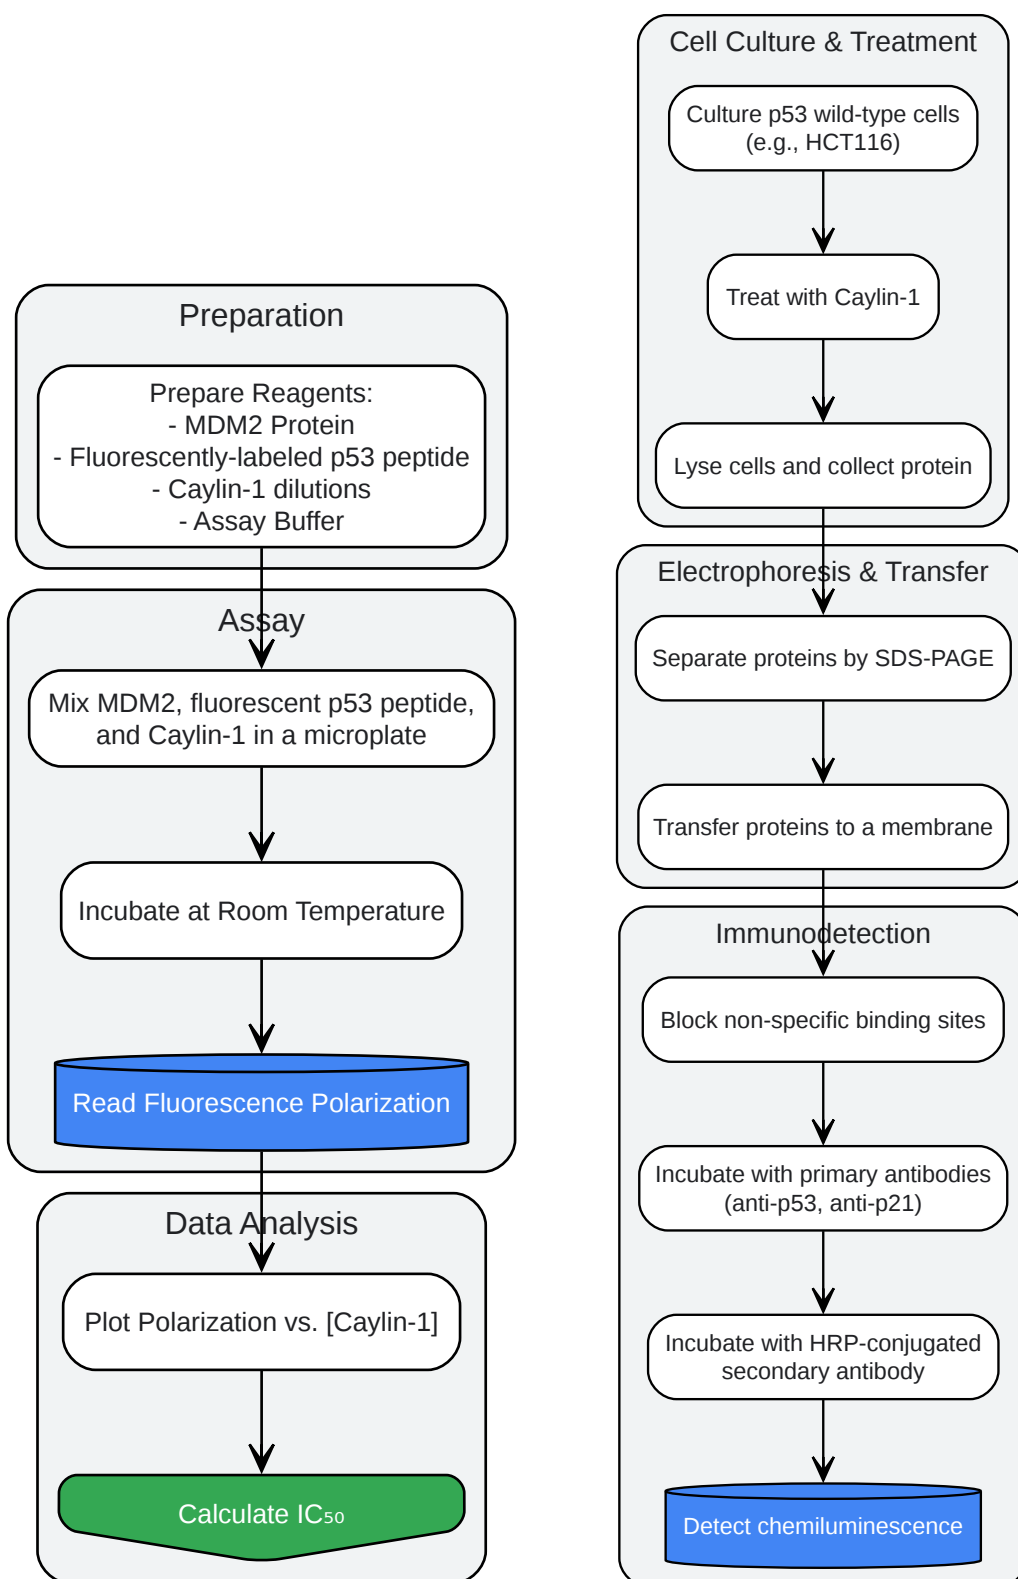 Preparation
Prepare Reagents:
- MDM2 Protein
- Fluorescently-labeled p53 peptide
- Caylin-1 dilutions
- Assay Buffer
Assay
Mix MDM2, fluorescent p53 peptide,
and Caylin-1 in a microplate
Incubate at Room Temperature
Read Fluorescence Polarization
Data Analysis
Plot Polarization vs. [Caylin-1]
Calculate IC₅₀
Cell Culture & Treatment
Culture p53 wild-type cells
(e.g., HCT116)
Treat with Caylin-1
Lyse cells and collect protein
Electrophoresis & Transfer
Separate proteins by SDS-PAGE
Transfer proteins to a membrane
Immunodetection
Block non-specific binding sites
Incubate with primary antibodies
(anti-p53, anti-p21)
Incubate with HRP-conjugated
secondary antibody
Detect chemiluminescence